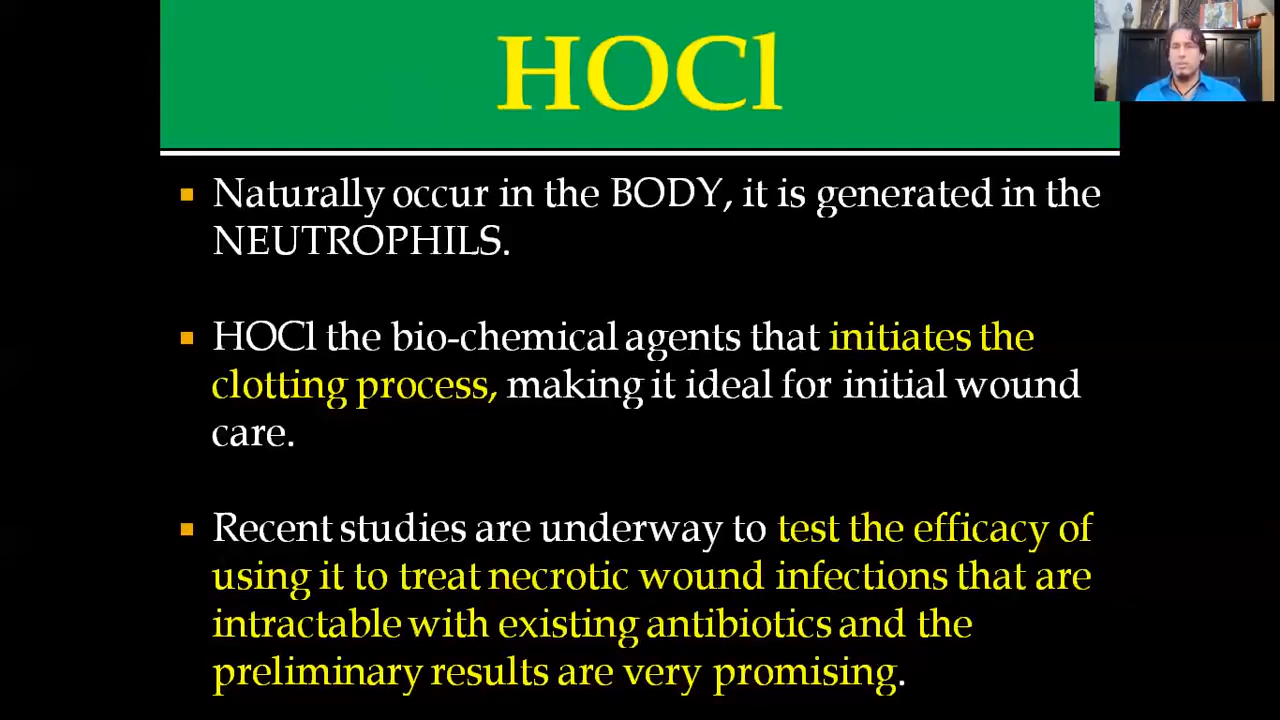 HOCl
▪ Naturally occur in the BODY, it is generated in the
NEUTROPHILS.
▪ HOCl the bio-chemical agents that initiates the
clotting process, making it ideal for initial wound
care.
▪ Recent studies are underway to test the efficacy of
using it to treat necrotic wound infections that are
intractable with existing antibiotics and the
preliminary results are very promising.